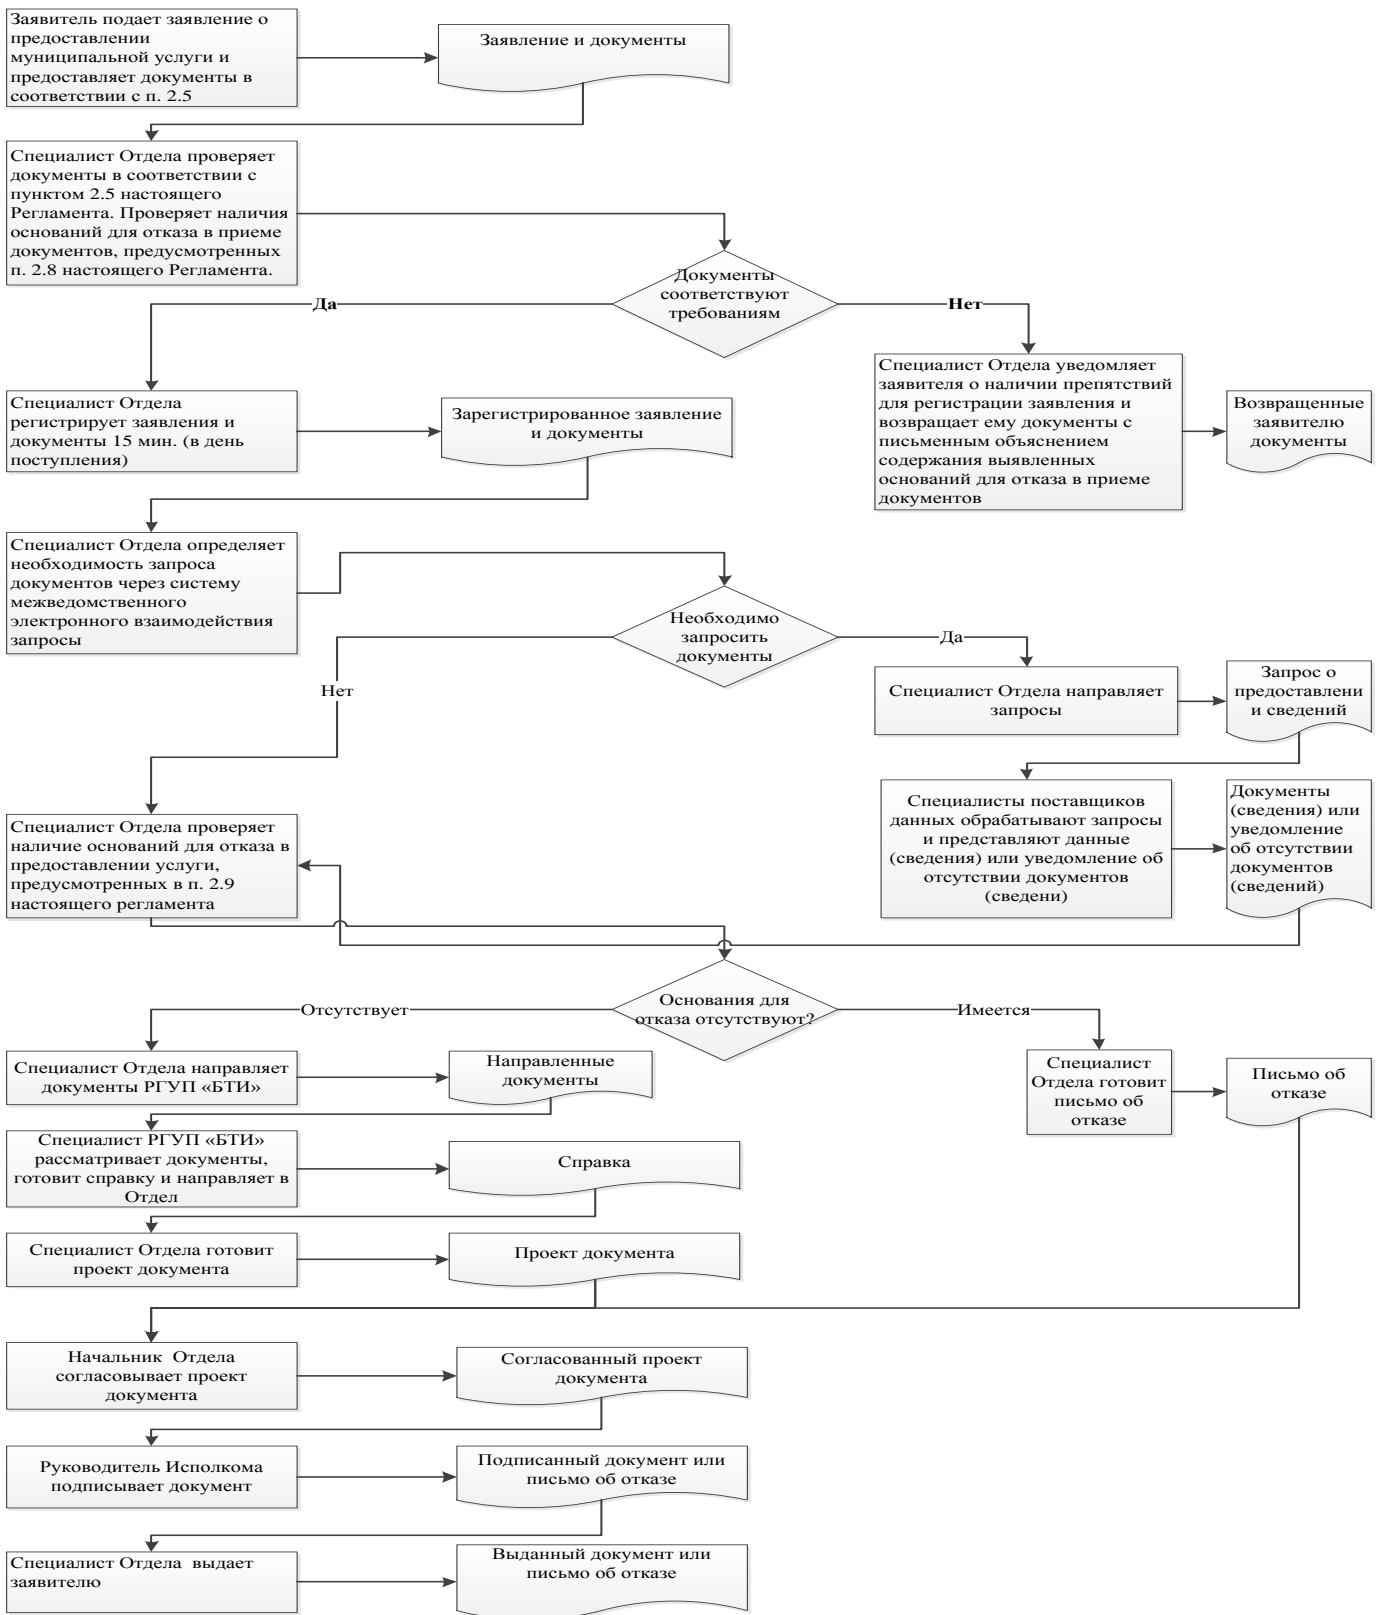 Заявитель подает заявление о
предоставлении
муниципальной услуги и
предоставляет документы в
соответствии с п. 2.5
Заявление и документы
Специалист Отдела проверяет
документы в соответствии с
пунктом 2.5 настоящего
Регламента. Проверяет наличия
оснований для отказа в приеме
документов, предусмотренных
п. 2.8 настоящего Регламента.
Документы
соответствуют
требованиям
Да
Нет
Специалист Отдела
регистрирует заявления и
документы 15 мин. (в день
поступления)
Зарегистрированное заявление
и документы
Специалист Отдела уведомляет
заявителя о наличии препятствий
для регистрации заявления и
возвращает ему документы с
письменным объяснением
содержания выявленных
оснований для отказа в приеме
документов
Возвращенные
заявителю
документы
Специалист Отдела определяет
необходимость запроса
документов через систему
межведомственного
электронного взаимодействия
запросы
Необходимо
запросить
документы
Да
Нет
Специалист Отдела направляет
запросы
Запрос о
предоставлени
и сведений
Специалисты поставщиков
данных обрабатывают запросы
и представляют данные
(сведения) или уведомление об
отсутствии документов
(сведени)
Документы
(сведения) или
уведомление
об отсутствии
документов
(сведений)
Специалист Отдела проверяет
наличие оснований для отказа в
предоставлении услуги,
предусмотренных в п. 2.9
настоящего регламента
Основания для
отказа отсутствуют?
Отсутствует
Имеется
Специалист Отдела направляет
документы РГУП «БТИ»
Направленные
документы
Специалист
Отдела готовит
письмо об
отказе
Письмо об
отказе
Специалист РГУП «БТИ»
рассматривает документы,
готовит справку и направляет в
Отдел
Справка
Специалист Отдела готовит
проект документа
Проект документа
Начальник Отдела
согласовывает проект
документа
Согласованный проект
документа
Руководитель Исполкома
подписывает документ
Подписанный документ или
письмо об отказе
Специалист Отдела выдает
заявителю
Выданный документ или
письмо об отказе